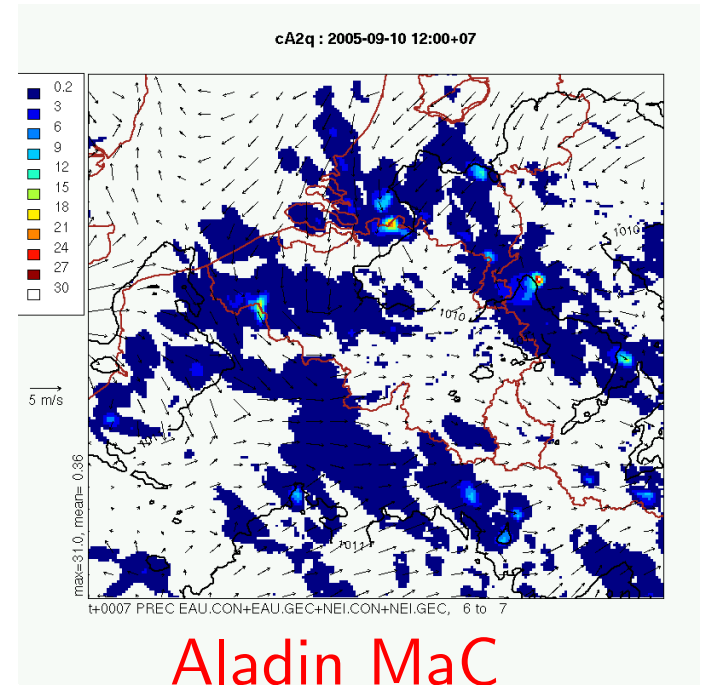 cA2q : 2005-09-10 12:00+07
0.2
3
6
9
12
15
18
21
24
27
30
1010
1010
5 m/s
1011
max=31.0, mean= 0.36
t+0007 PREC EAU.CON+EAU.GEC+NEI.CON+NEI.GEC, 6 to 7
Aladin MaC